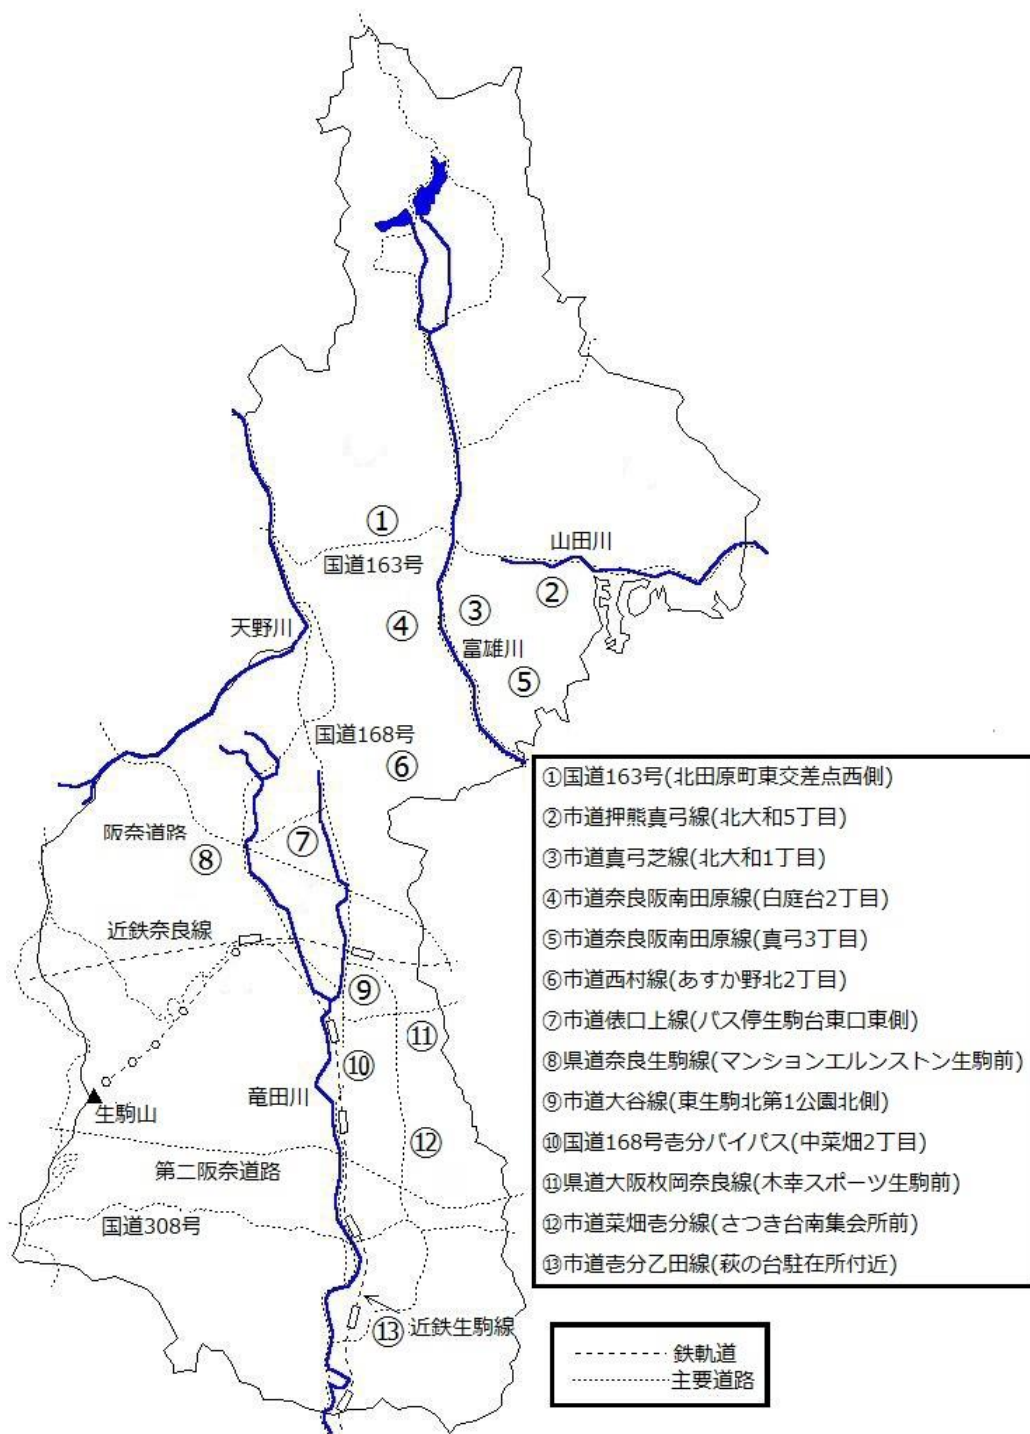 ①
山田川
国道163号
②
③
④
天野川
富雄川
⑤
国道168号
⑥
阪奈道路
⑦
⑧
近鉄奈良線
⑨
⑪
⑩
竜田川
生駒山
⑫
第二阪奈道路
国道308号
⑬
近鉄生駒線
①国道163号(北田原町東交差点西側)
②市道押熊真弓線(北大和5丁目)
③市道真弓芝線(北大和1丁目)
④市道奈良阪南田原線(白庭台2丁目)
⑤市道奈良阪南田原線(真弓3丁目)
⑥市道西村線(あすか野北2丁目)
⑦市道俵口上線(バス停生駒台東口東側)
⑧県道奈良生駒線(マンションエルンストン生駒前)
⑨市道大谷線(東生駒北第1公園北側)
⑩国道168号壱分バイパス(中菜畑2丁目)
⑪県道大阪枚岡奈良線(木幸スポーツ生駒前)
⑫市道菜畑壱分線(さつき台南集会所前)
⑬市道壱分乙田線(萩の台駐在所付近)
鉄軌道
主要道路